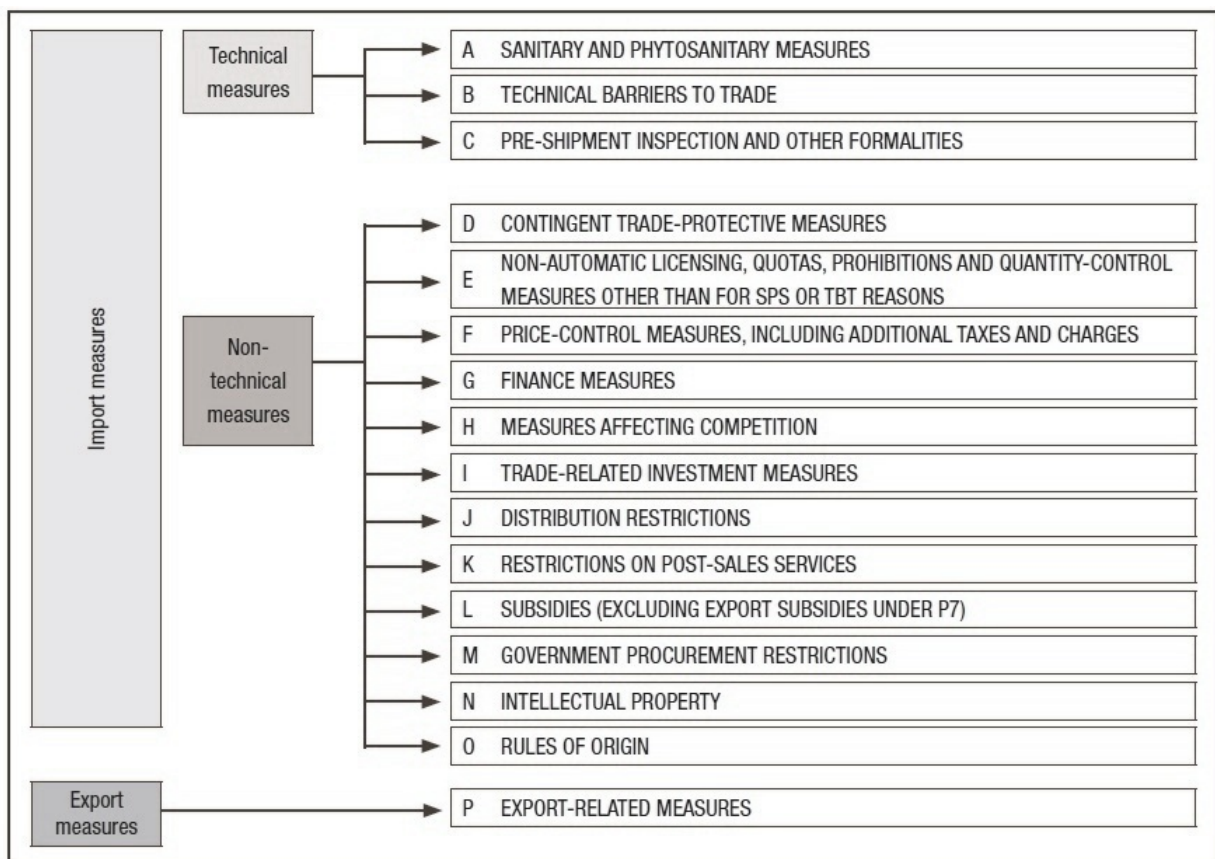 Import measures
Technical
measures
A SANITARY AND PHYTOSANITARY MEASURES
B TECHNICAL BARRIERS TO TRADE
C PRE-SHIPMENT INSPECTION AND OTHER FORMALITIES
Non-
technical
measures
D CONTINGENT TRADE-PROTECTIVE MEASURES
E NON-AUTOMATIC LICENSING, QUOTAS, PROHIBITIONS AND QUANTITY-CONTROL
MEASURES OTHER THAN FOR SPS OR TBT REASONS
F PRICE-CONTROL MEASURES, INCLUDING ADDITIONAL TAXES AND CHARGES
G FINANCE MEASURES
H MEASURES AFFECTING COMPETITION
I TRADE-RELATED INVESTMENT MEASURES
J DISTRIBUTION RESTRICTIONS
K RESTRICTIONS ON POST-SALES SERVICES
L SUBSIDIES (EXCLUDING EXPORT SUBSIDIES UNDER P7)
M GOVERNMENT PROCUREMENT RESTRICTIONS
N INTELLECTUAL PROPERTY
O RULES OF ORIGIN
Export
measures
P EXPORT-RELATED MEASURES